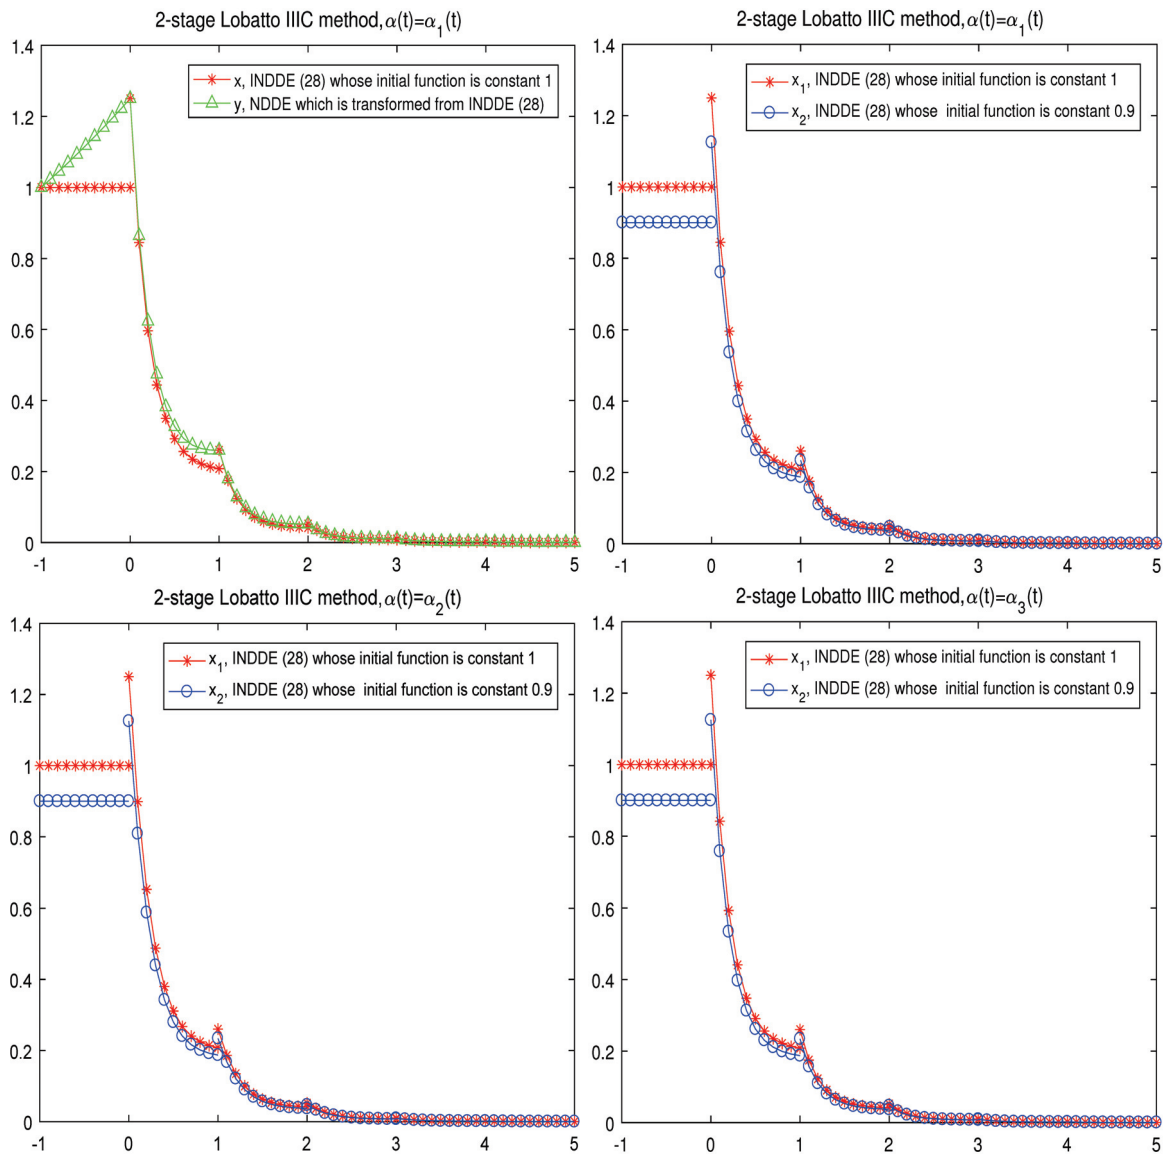 2-stage Lobatto IIIC method,α(t)=α₁(t)
x, INDDE (28) whose initial function is constant 1
y, NDDE which is transformed from INDDE (28)
1.4
1.2
1
0.8
0.6
0.4
0.2
0
-1 0 1 2 3 4 5
2-stage Lobatto IIIC method,α(t)=α₁(t)
x₁, INDDE (28) whose initial function is constant 1
x₂, INDDE (28) whose initial function is constant 0.9
1.4
1.2
1
0.8
0.6
0.4
0.2
0
-1 0 1 2 3 4 5
2-stage Lobatto IIIC method,α(t)=α₂(t)
x₁, INDDE (28) whose initial function is constant 1
x₂, INDDE (28) whose initial function is constant 0.9
1.4
1.2
1
0.8
0.6
0.4
0.2
0
-1 0 1 2 3 4 5
2-stage Lobatto IIIC method,α(t)=α₃(t)
x₁, INDDE (28) whose initial function is constant 1
x₂, INDDE (28) whose initial function is constant 0.9
1.4
1.2
1
0.8
0.6
0.4
0.2
0
-1 0 1 2 3 4 5